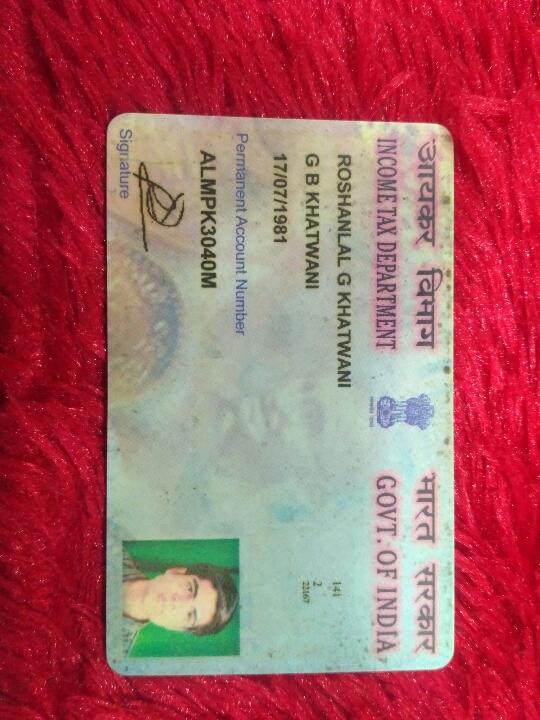 आयकर विभाग
भारत सरकार
INCOME TAX DEPARTMENT
GOVT. OF INDIA
ROSHANLAL G KHATWANI
G B KHATWANI
17/07/1981
141
2
22167
Permanent Account Number
ALMPK3040M
Signature